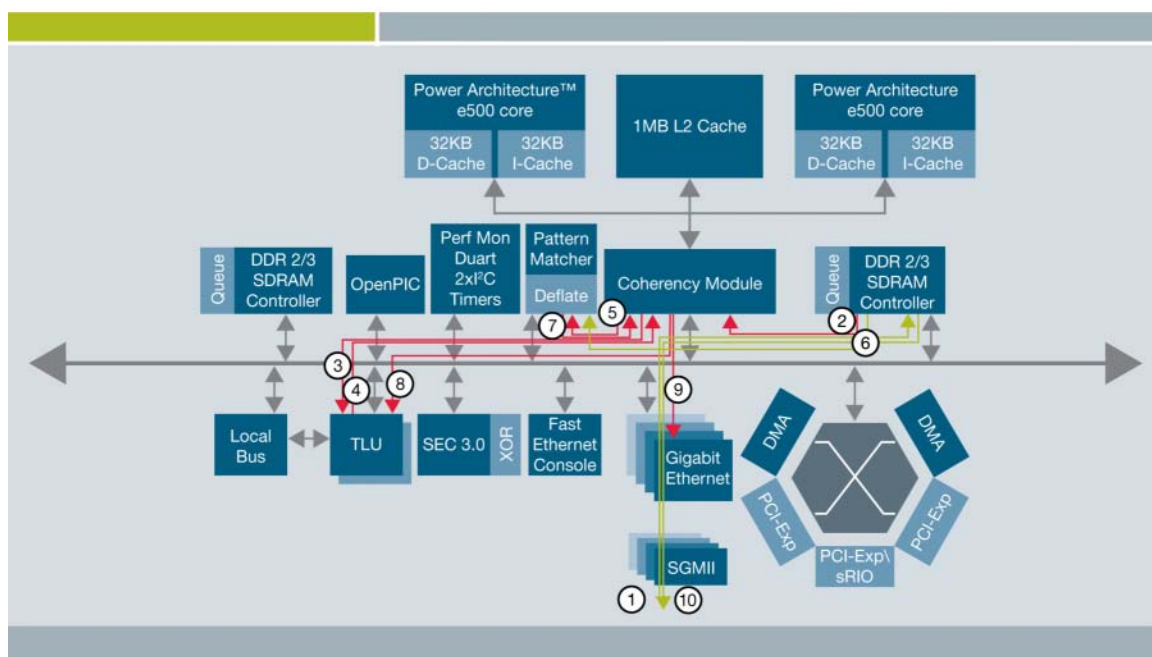 Power Architecture™
e500 core
32KB
D-Cache
32KB
I-Cache
1MB L2 Cache
Power Architecture
e500 core
32KB
D-Cache
32KB
I-Cache
Queue
DDR 2/3
SDRAM
Controller
OpenPIC
Perf Mon
Duart
2xI²C
Timers
Pattern
Matcher
Deflate
Coherency Module
Queue
DDR 2/3
SDRAM
Controller
7
5
2
6
3
4
8
9
Local
Bus
TLU
SEC 3.0
XOR
Fast
Ethernet
Console
Gigabit
Ethernet
DMA
DMA
PCI-Exp
PCI-Exp\
sRIO
PCI-Exp
SGMII
1
10